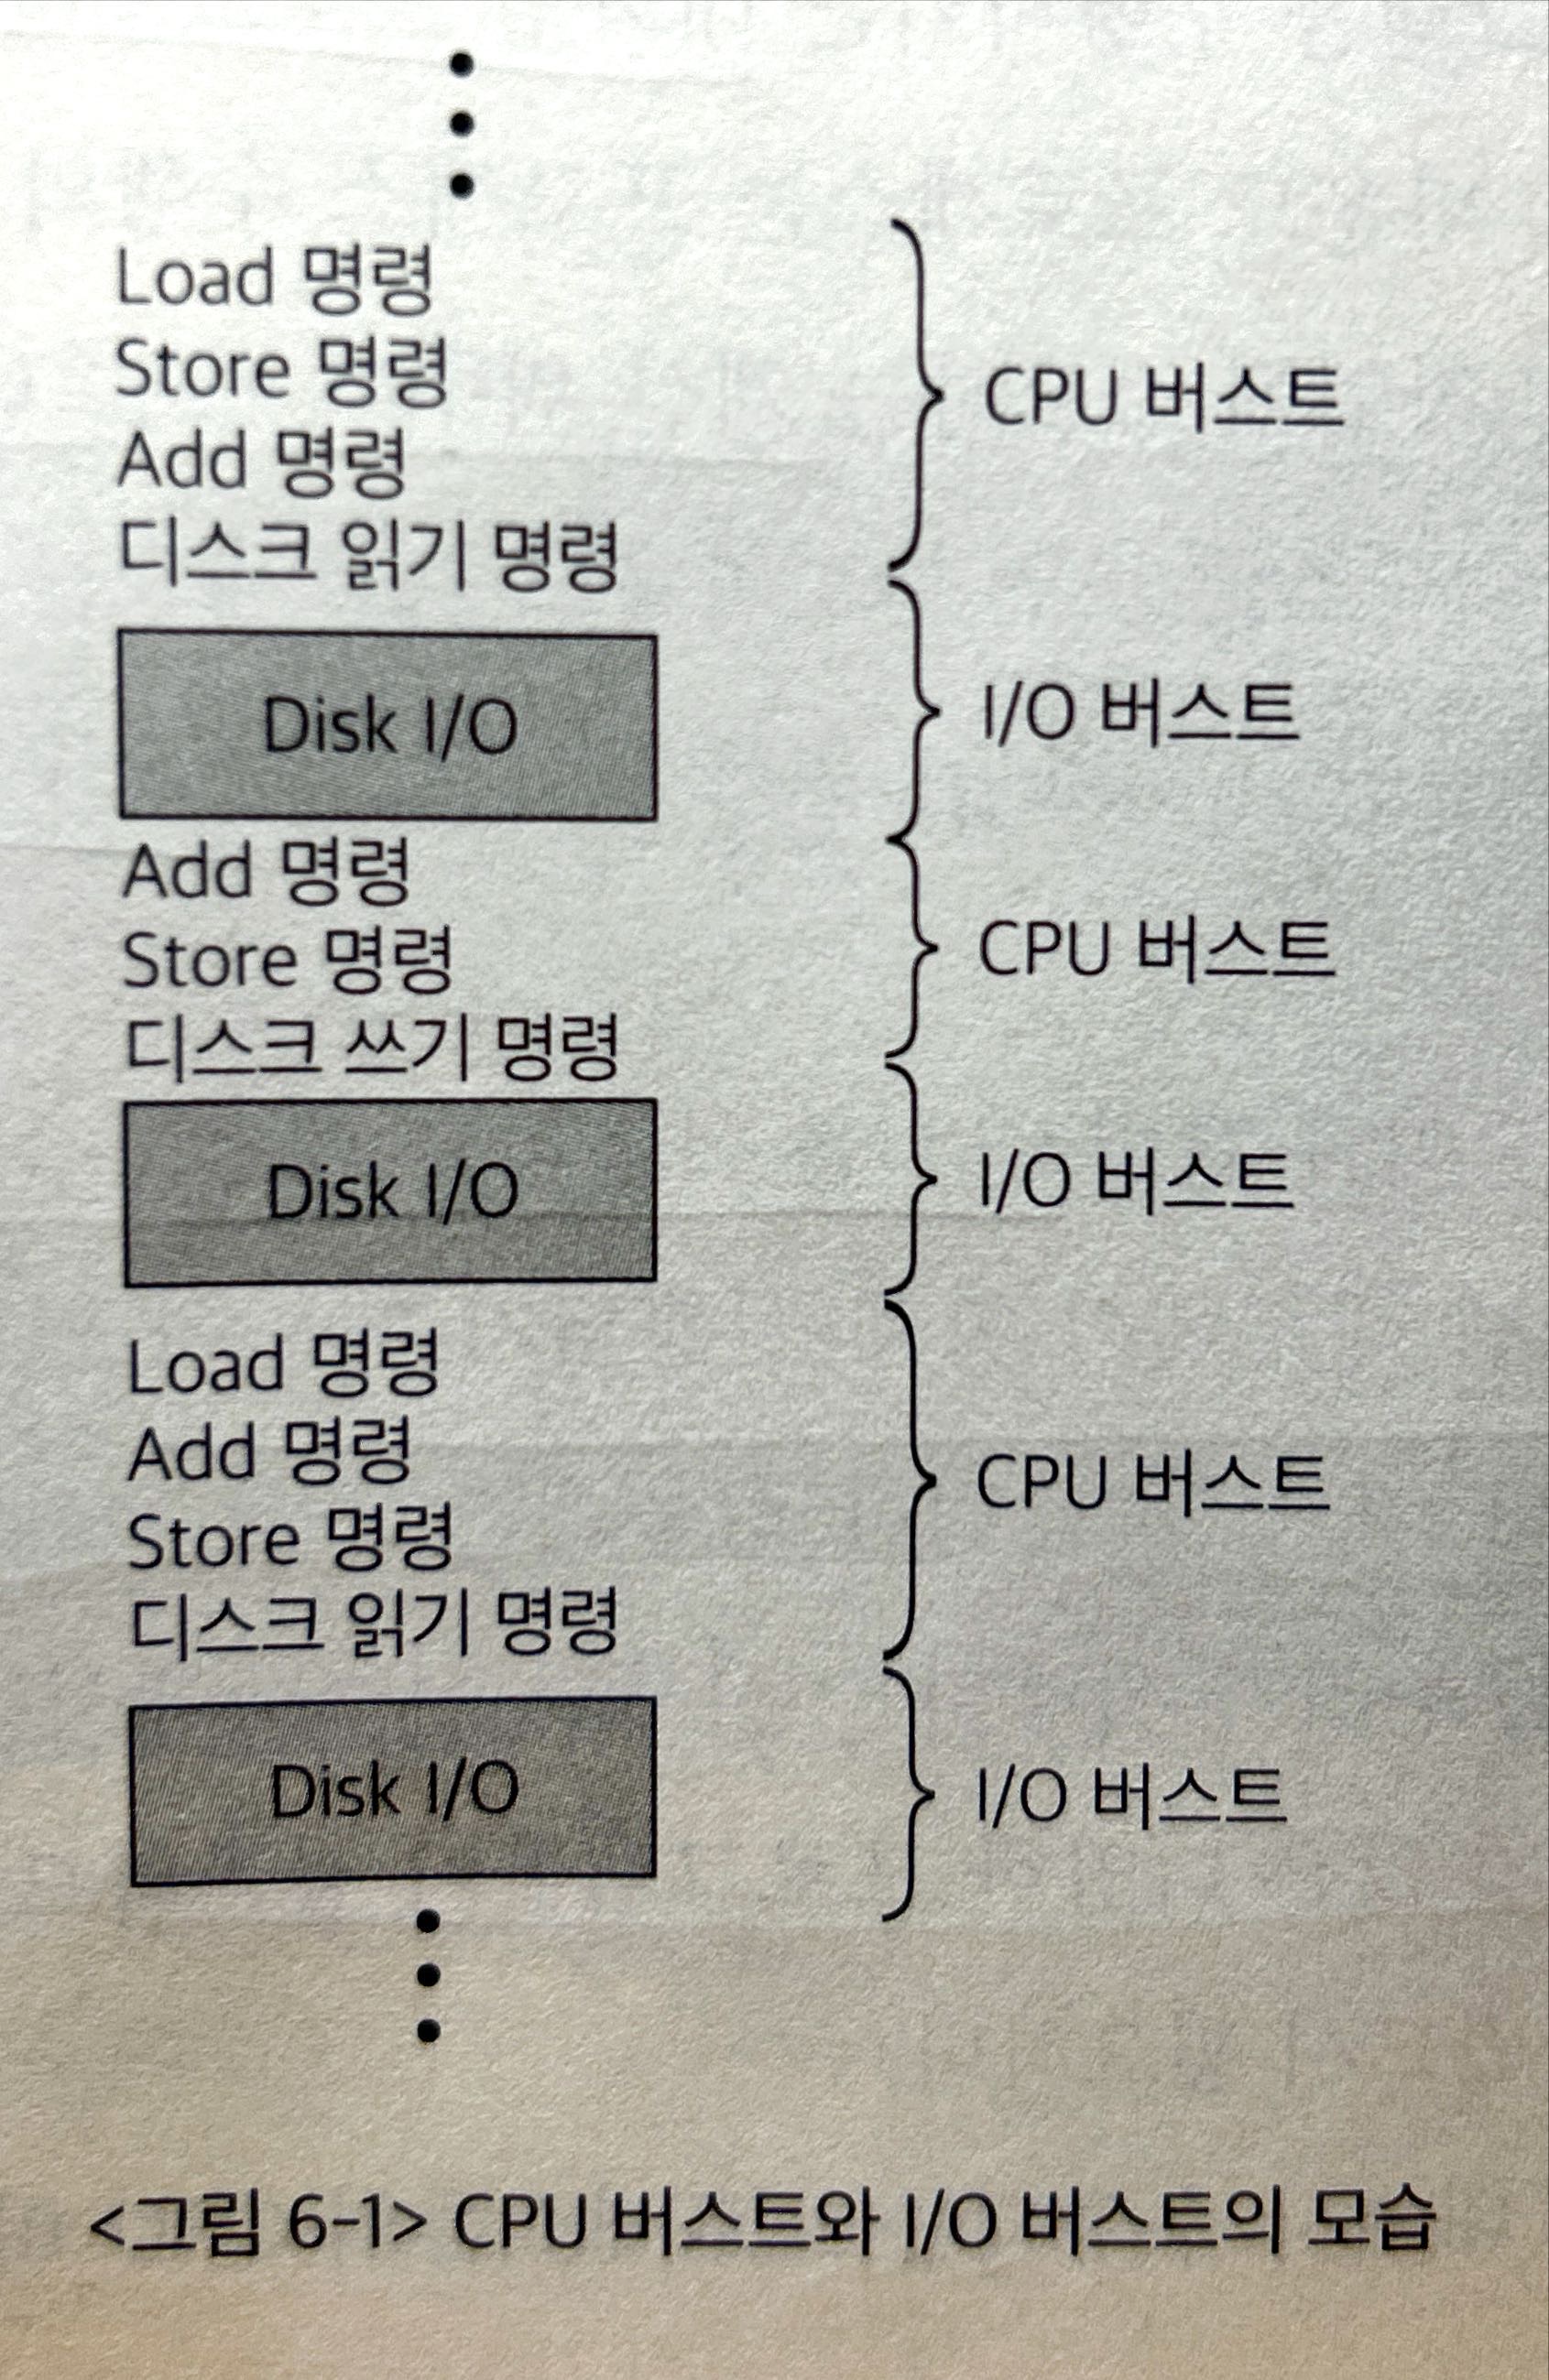 Load 명령
Store 명령
Add 명령
디스크 읽기 명령
CPU 버스트
Disk I/O
I/O 버스트
Add 명령
Store 명령
디스크 쓰기 명령
CPU 버스트
Disk I/O
I/O 버스트
Load 명령
Add 명령
Store 명령
디스크 읽기 명령
CPU 버스트
Disk I/O
I/O 버스트
<그림 6-1> CPU 버스트와 I/O 버스트의 모습